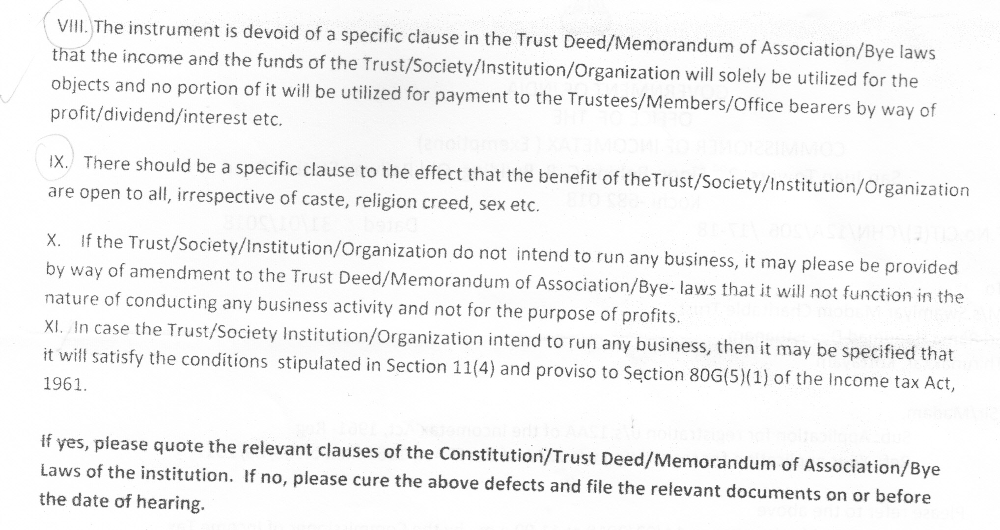 VIII. The instrument is devoid of a specific clause in the Trust Deed/Memorandum of Association/Bye laws
that the income and the funds of the Trust/Society/Institution/Organization will solely be utilized for the
objects and no portion of it will be utilized for payment to the Trustees/Members/Office bearers by way of
profit/dividend/interest etc.
IX. There should be a specific clause to the effect that the benefit of theTrust/Society/Institution/Organization
are open to all, irrespective of caste, religion creed, sex etc.
X. If the Trust/Society/Institution/Organization do not intend to run any business, it may please be provided
by way of amendment to the Trust Deed/Memorandum of Association/Bye- laws that it will not function in the
nature of conducting any business activity and not for the purpose of profits.
XI. In case the Trust/Society Institution/Organization intend to run any business, then it may be specified that
it will satisfy the conditions stipulated in Section 11(4) and proviso to Section 80G(5)(1) of the Income tax Act,
1961.
If yes, please quote the relevant clauses of the Constitution/Trust Deed/Memorandum of Association/Bye
Laws of the institution. If no, please cure the above defects and file the relevant documents on or before
the date of hearing.